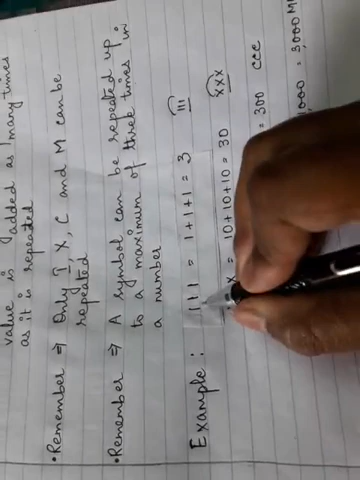 value is added as many times
as it is repeated
• Remember ⇒ Only I, X, C and M can be
repeated
• Remember ⇒ A symbol can be repeated up
to a maximum of three times in
a number
Example : III = 1+1+1 = 3 III
X = 10+10+10 = 30 XXX
= 300 CCC
= 3,000 M